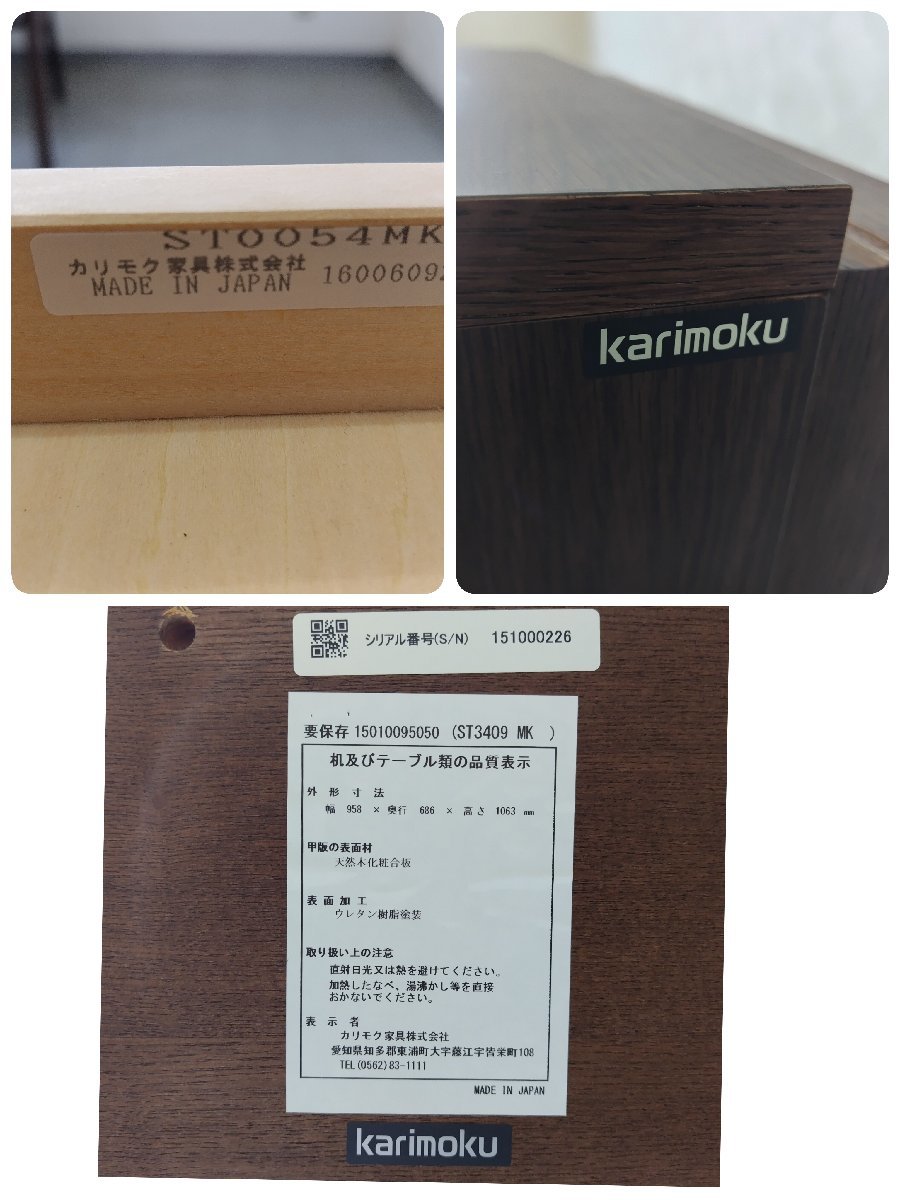 ST0054MK
カリモク家具株式会社
MADE IN JAPAN 1600609
karimoku
シリアル番号(S/N) 151000226
要保存 15010095050 (ST3409 MK )
机及びテーブル類の品質表示
外形寸法
幅 958 × 奥行 686 × 高さ 1063 mm
甲版の表面材
天然木化粧合板
表面加工
ウレタン樹脂塗装
取り扱い上の注意
直射日光又は熱を避けてください。
加熱したなべ、湯沸かし等を直接
おかないでください。
表示者
カリモク家具株式会社
愛知県知多郡東浦町大字藤江字皆栄町108
TEL(0562)83-1111
MADE IN JAPAN
karimoku